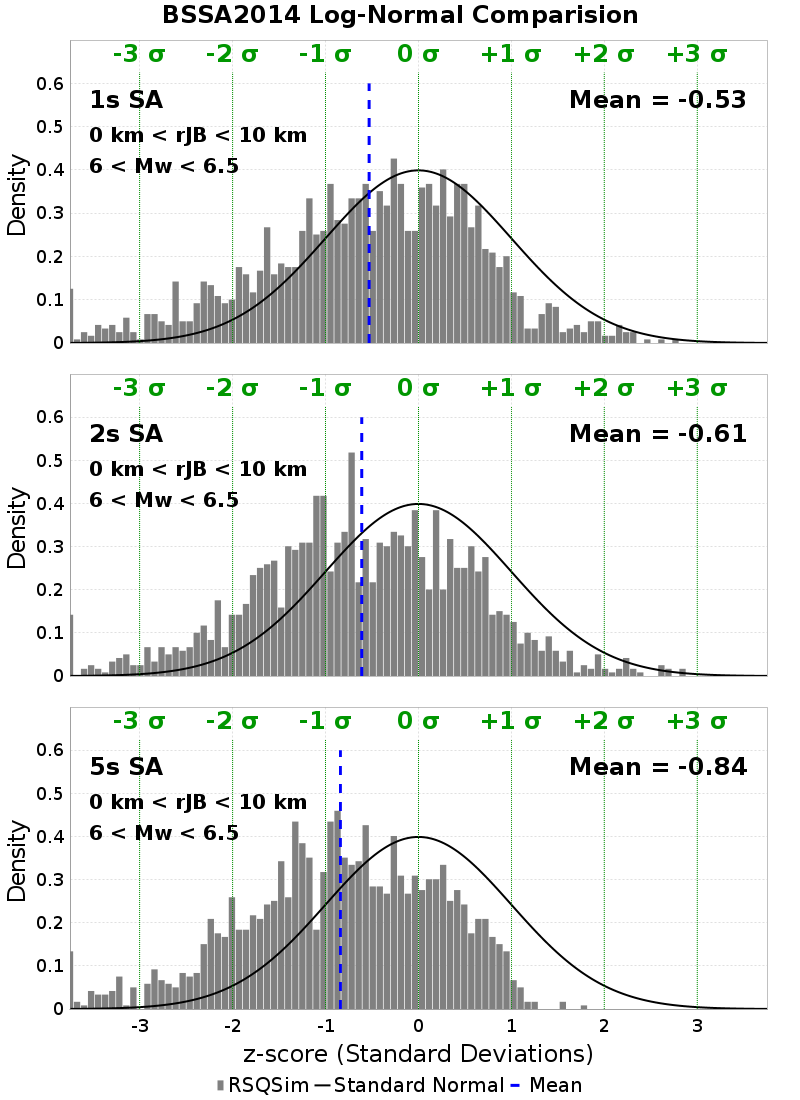 BSSA2014 Log-Normal Comparision
-3 σ -2 σ -1 σ 0 σ +1 σ +2 σ +3 σ
1s SA Mean = -0.53
0 km < rJB < 10 km
6 < Mw < 6.5
0.6
0.5
0.4
0.3
0.2
0.1
0
Density
-3 σ -2 σ -1 σ 0 σ +1 σ +2 σ +3 σ
2s SA Mean = -0.61
0 km < rJB < 10 km
6 < Mw < 6.5
0.6
0.5
0.4
0.3
0.2
0.1
0
Density
-3 σ -2 σ -1 σ 0 σ +1 σ +2 σ +3 σ
5s SA Mean = -0.84
0 km < rJB < 10 km
6 < Mw < 6.5
0.6
0.5
0.4
0.3
0.2
0.1
0
Density
-3 -2 -1 0 1 2 3
z-score (Standard Deviations)
RSQSim Standard Normal Mean